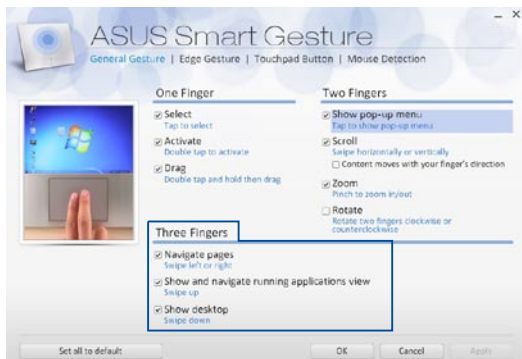 ASUS Smart Gesture
General Gesture | Edge Gesture | Touchpad Button | Mouse Detection
One Finger
Select
Tap to select
Activate
Double tap to activate
Drag
Double tap and hold then drag
Two Fingers
Show pop-up menu
Tap to show pop-up menu
Scroll
Swipe horizontally or vertically
Content moves with your finger's direction
Zoom
Pinch to zoom in/out
Rotate
Rotate two fingers clockwise or
counterclockwise
Three Fingers
Navigate pages
Swipe left or right
Show and navigate running applications view
Swipe up
Show desktop
Swipe down
Set all to default
OK
Cancel
Apply